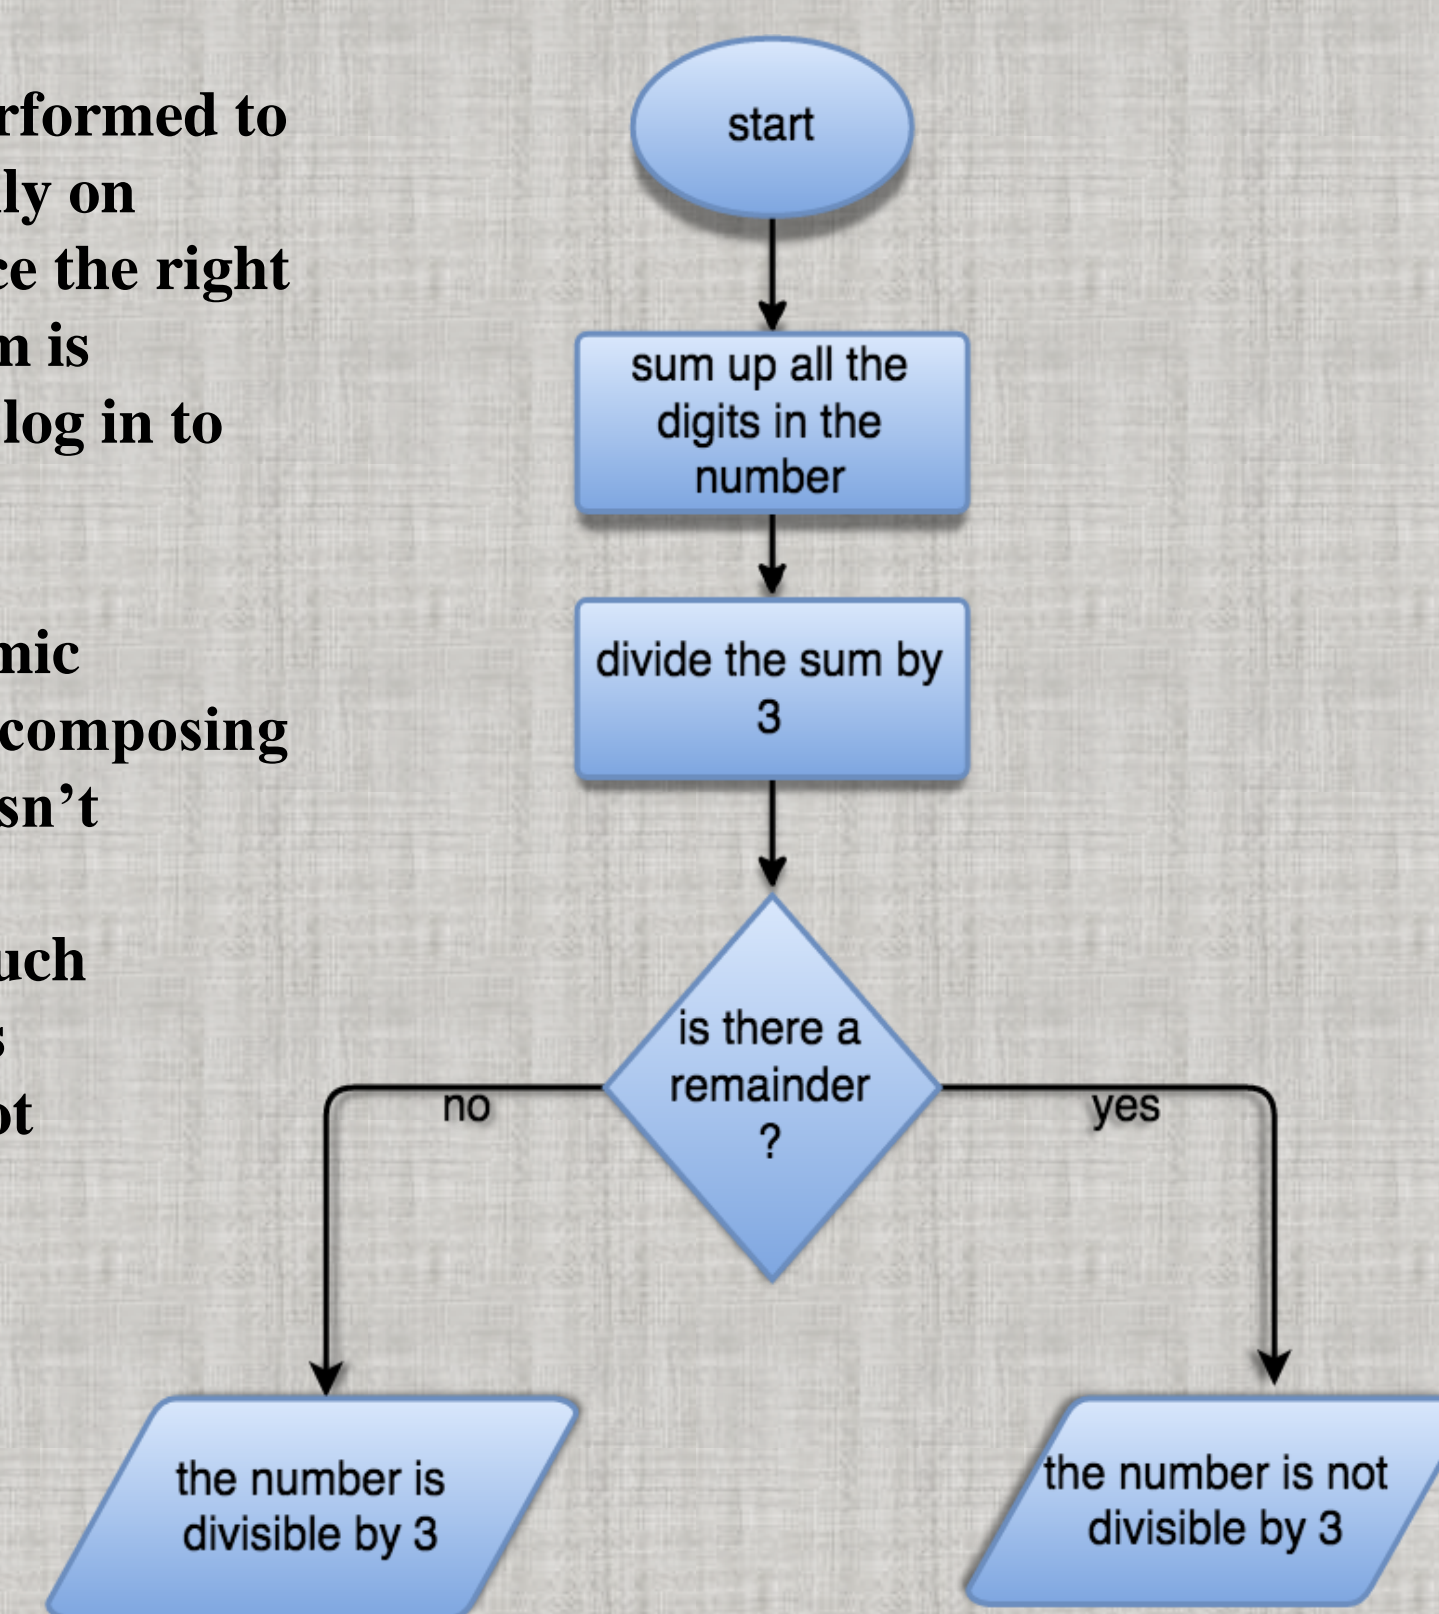 rformed to
lly on
ce the right
m is
log in to
mic
composing
sn’t
uch
s
ot
start
sum up all the
digits in the
number
divide the sum by
3
is there a
remainder
?
no
yes
the number is
divisible by 3
the number is not
divisible by 3